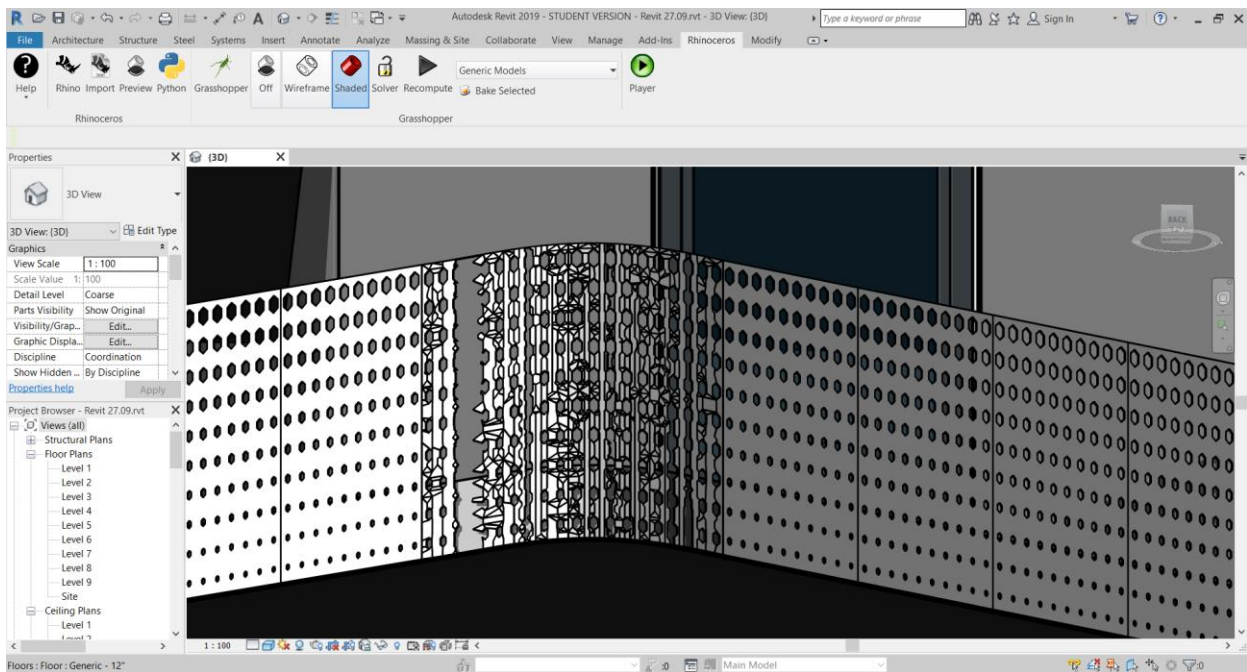 Autodesk Revit 2019 - STUDENT VERSION - Revit 27.09.rvt - 3D View: {3D}
Type a keyword or phrase
Sign In
File Architecture Structure Steel Systems Insert Annotate Analyze Massing & Site Collaborate View Manage Add-Ins Rhinoceros Modify
Generic Models
Help Rhino Import Preview Python Grasshopper Off Wireframe Shaded Solver Recompute Bake Selected Player
Rhinoceros Grasshopper
Properties X {3D} X
3D View
3D View: {3D} Edit Type
Graphics
View Scale 1 : 100
Scale Value 1: 100
Detail Level Coarse
Parts Visibility Show Original
Visibility/Grap... Edit...
Graphic Displa... Edit...
Discipline Coordination
Show Hidden ... By Discipline
Properties help Apply
Project Browser - Revit 27.09.rvt X
Views (all)
Structural Plans
Floor Plans
Level 1
Level 2
Level 3
Level 4
Level 5
Level 6
Level 7
Level 8
Level 9
Site
Ceiling Plans
Level 1
Level 2
BACK
1 : 100
Floors : Floor : Generic - 12"
:0
Main Model
:0